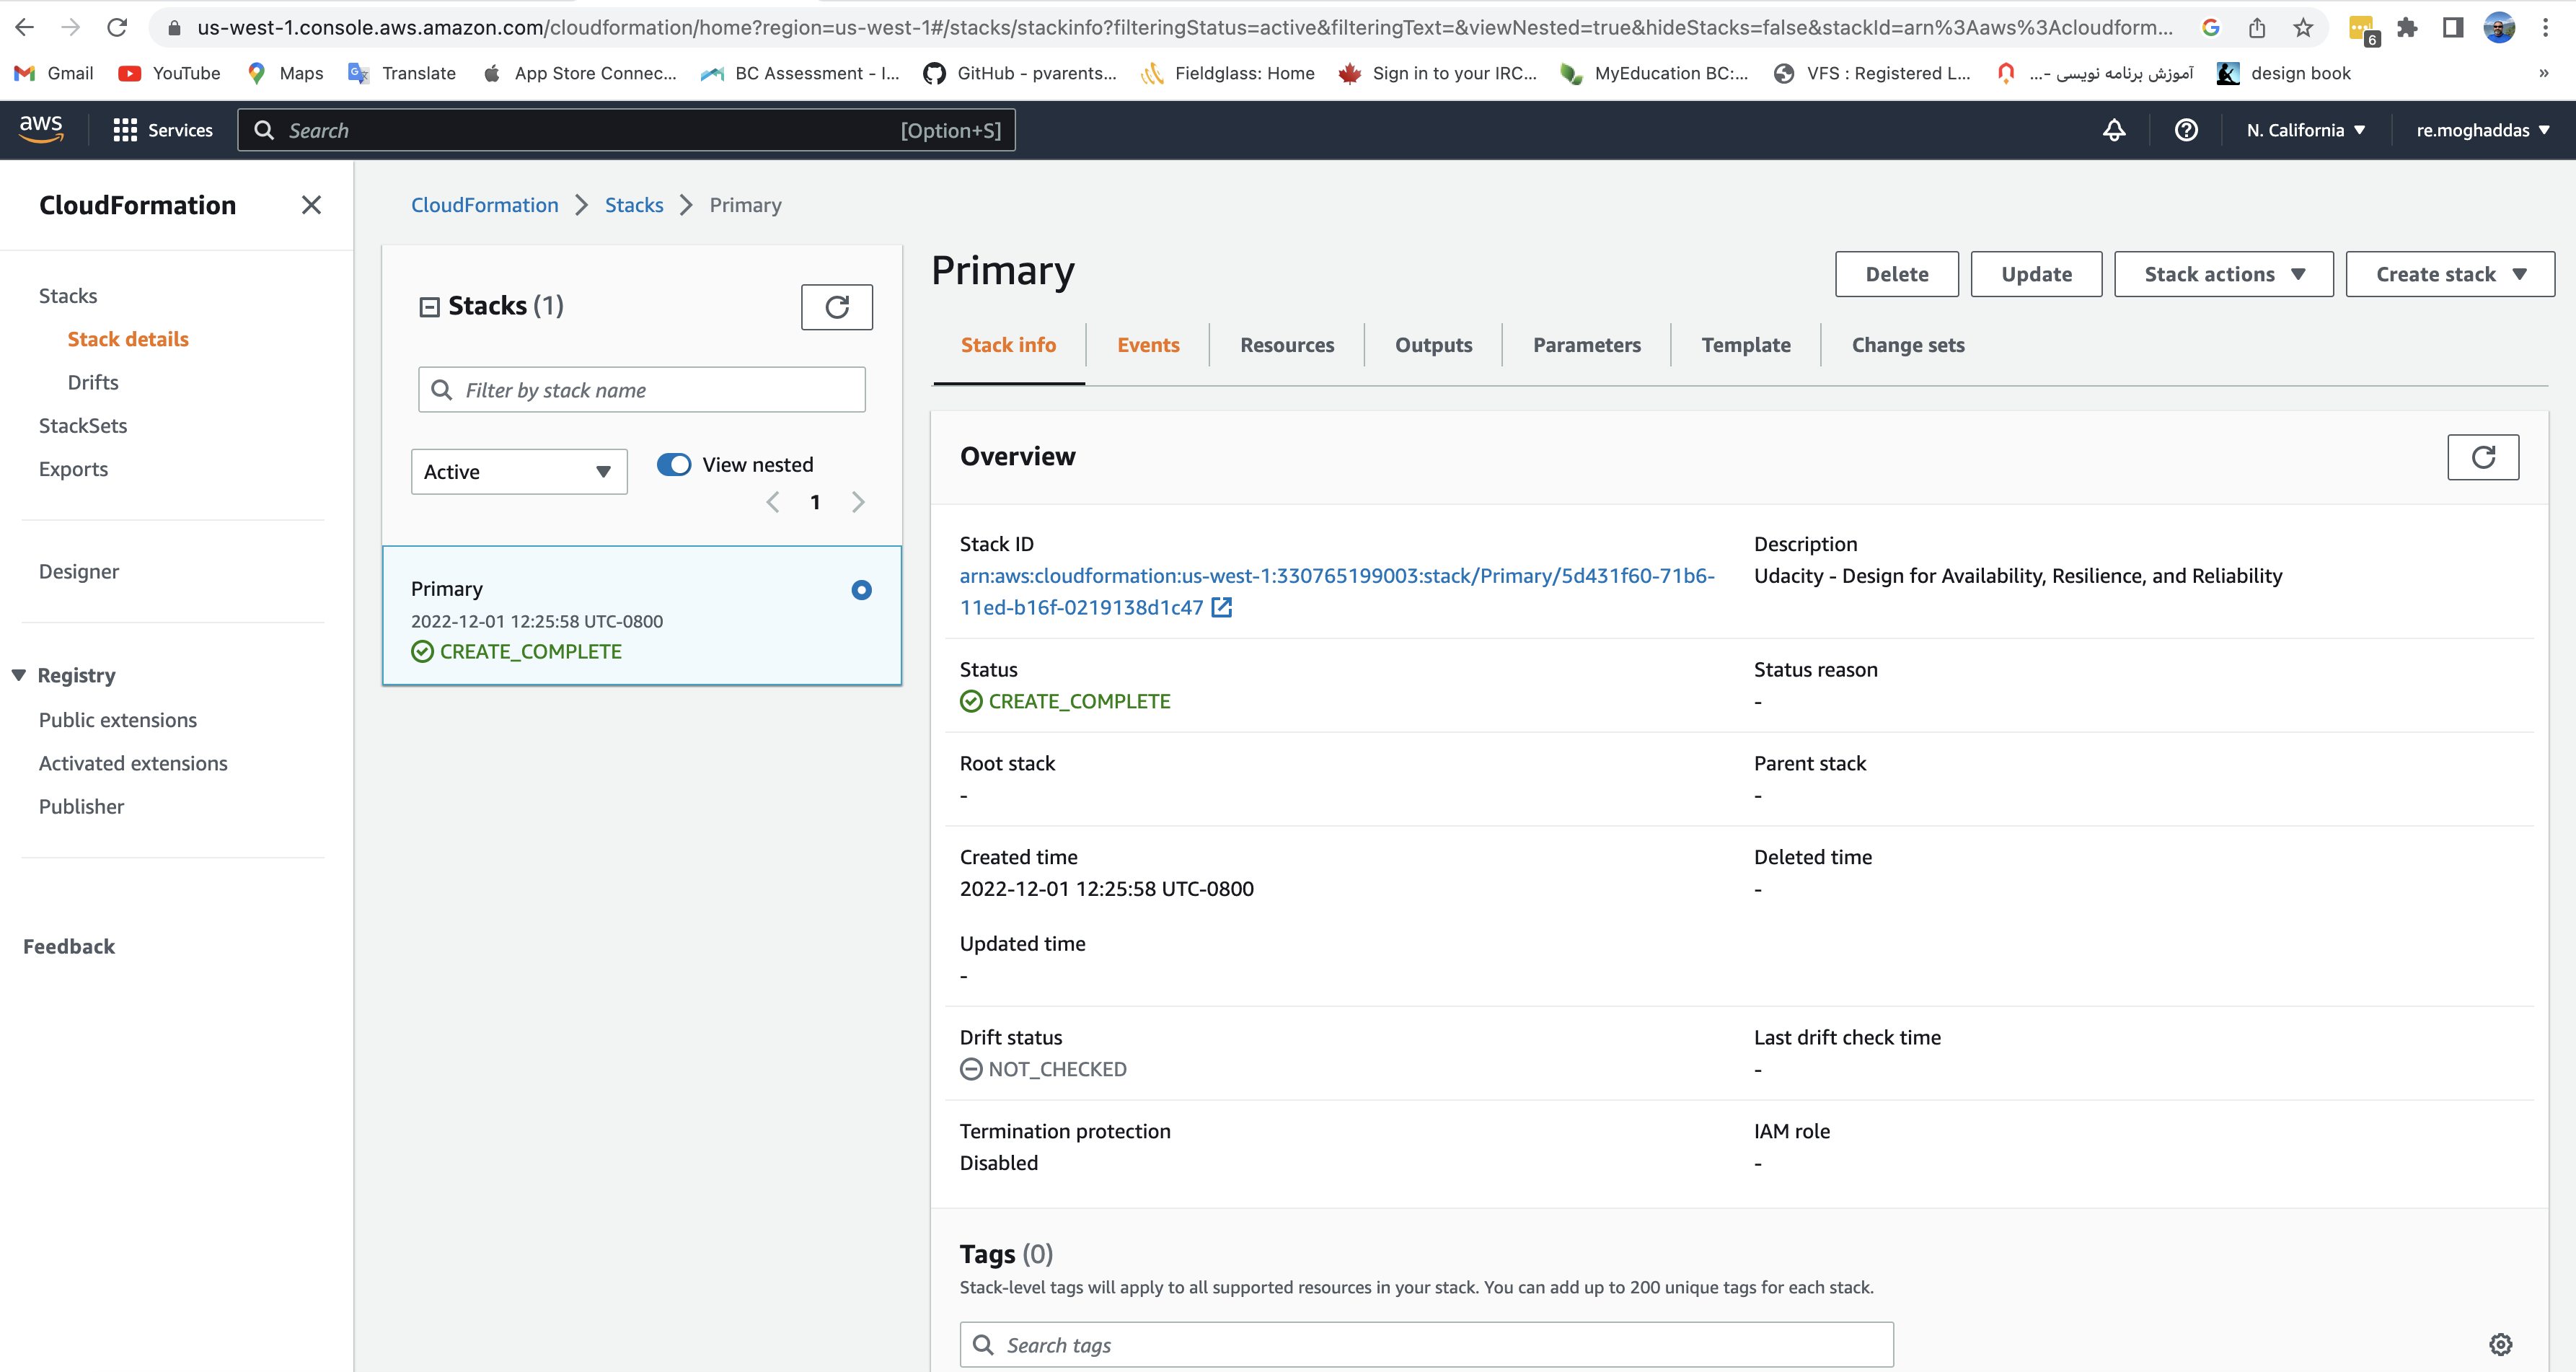 us-west-1.console.aws.amazon.com/cloudformation/home?region=us-west-1#/stacks/stackinfo?filteringStatus=active&filteringText=&viewNested=true&hideStacks=false&stackId=arn%3Aaws%3Acloudform...
6
Gmail YouTube Maps Translate App Store Connec... BC Assessment - I... GitHub - pvarents... Fieldglass: Home Sign in to your IRC... MyEducation BC:... VFS : Registered L... آموزش برنامه نویسی -... design book »
aws Services Search [Option+S] N. California re.moghaddas
CloudFormation
Stacks
Stack details
Drifts
StackSets
Exports
Designer
Registry
Public extensions
Activated extensions
Publisher
Feedback
CloudFormation Stacks Primary
Stacks (1)
Filter by stack name
Active View nested
1
Primary
2022-12-01 12:25:58 UTC-0800
CREATE_COMPLETE
Primary
Delete Update Stack actions Create stack
Stack info Events Resources Outputs Parameters Template Change sets
Overview
Stack ID
arn:aws:cloudformation:us-west-1:330765199003:stack/Primary/5d431f60-71b6-
11ed-b16f-0219138d1c47
Description
Udacity - Design for Availability, Resilience, and Reliability
Status
CREATE_COMPLETE
Status reason
-
Root stack
-
Parent stack
-
Created time
2022-12-01 12:25:58 UTC-0800
Deleted time
-
Updated time
-
Drift status
NOT_CHECKED
Last drift check time
-
Termination protection
Disabled
IAM role
-
Tags (0)
Stack-level tags will apply to all supported resources in your stack. You can add up to 200 unique tags for each stack.
Search tags